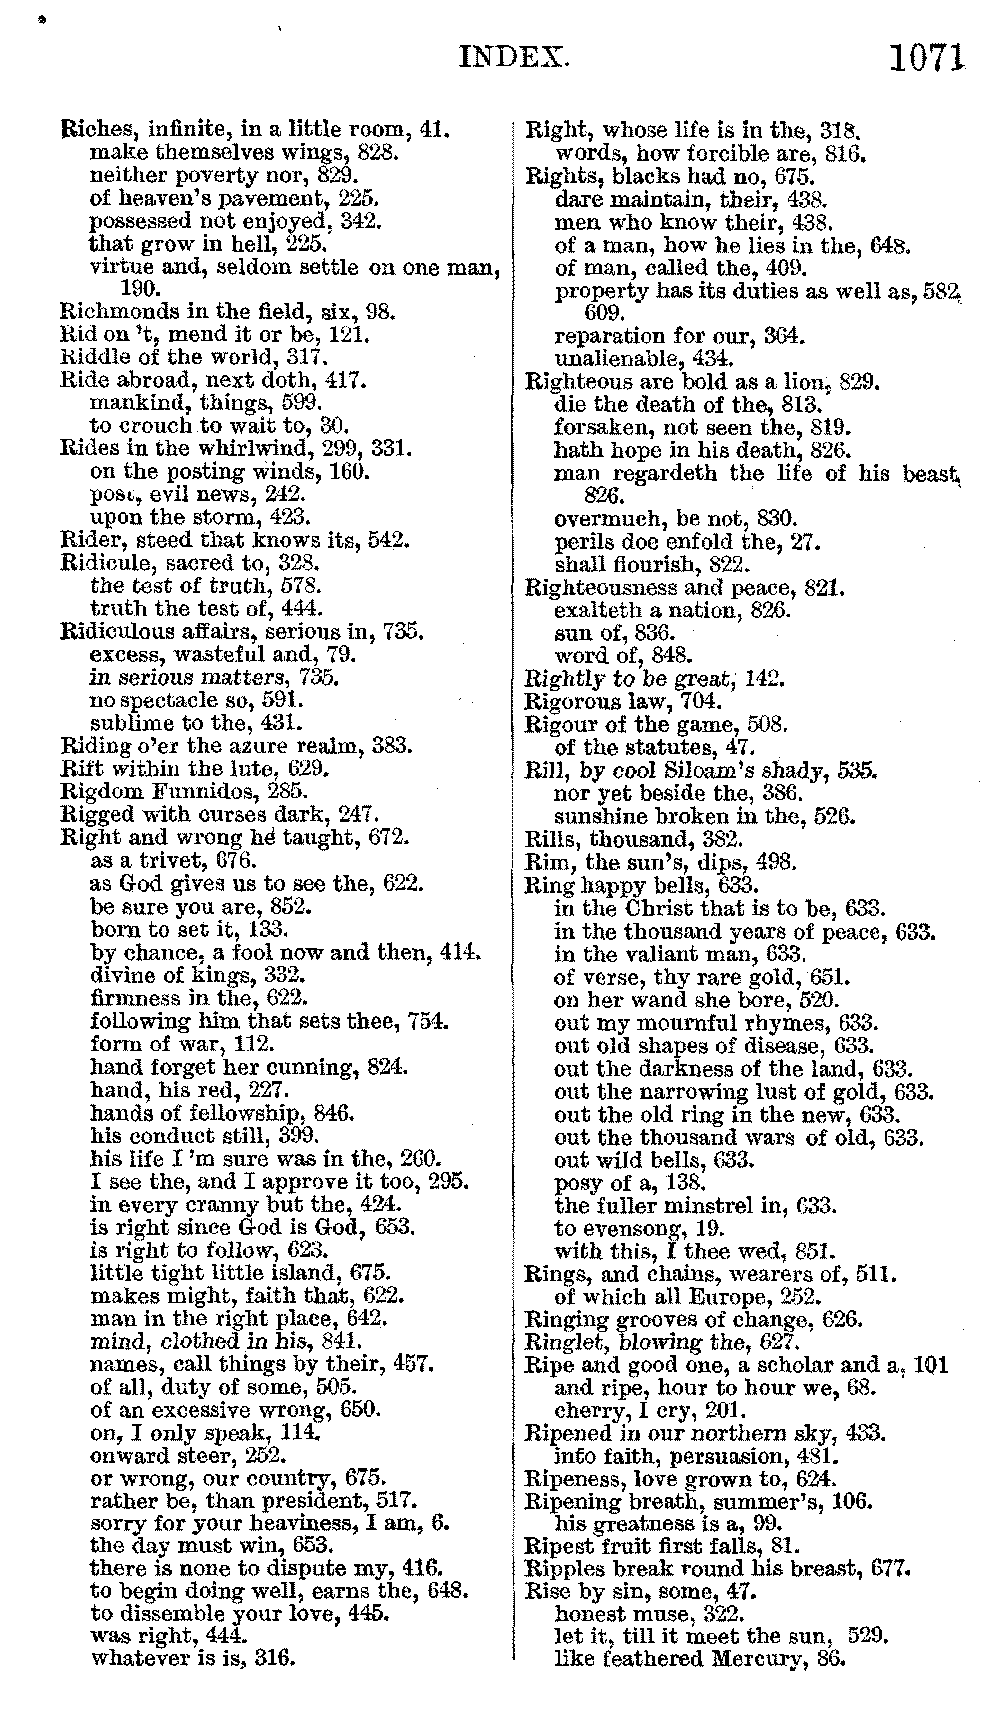 INDEX. 1071
Riches, infinite, in a little room, 41.
make themselves wings, 828.
neither poverty nor, 829.
of heaven's pavement, 225.
possessed not enjoyed, 342.
that grow in hell, 225.
virtue and, seldom settle on one man,
190.
Richmonds in the field, six, 98.
Rid on 't, mend it or be, 121.
Riddle of the world, 317.
Ride abroad, next doth, 417.
mankind, things, 599.
to crouch to wait to, 30.
Rides in the whirlwind, 299, 331.
on the posting winds, 160.
post, evil news, 242.
upon the storm, 423.
Rider, steed that knows its, 542.
Ridicule, sacred to, 328.
the test of truth, 578.
truth the test of, 444.
Ridiculous affairs, serious in, 735.
excess, wasteful and, 79.
in serious matters, 735.
no spectacle so, 591.
sublime to the, 431.
Riding o'er the azure realm, 383.
Rift within the lute, 629.
Rigdom Funnidos, 285.
Rigged with curses dark, 247.
Right and wrong he taught, 672.
as a trivet, 676.
as God gives us to see the, 622.
be sure you are, 852.
born to set it, 133.
by chance, a fool now and then, 414.
divine of kings, 332.
firmness in the, 622.
following him that sets thee, 754.
form of war, 112.
hand forget her cunning, 824.
hand, his red, 227.
hands of fellowship, 846.
his conduct still, 399.
his life I 'm sure was in the, 260.
I see the, and I approve it too, 295.
in every cranny but the, 424.
is right since God is God, 653.
is right to follow, 623.
little tight little island, 675.
makes might, faith that, 622.
man in the right place, 642.
mind, clothed in his, 841.
names, call things by their, 457.
of all, duty of some, 505.
of an excessive wrong, 650.
on, I only speak, 114.
onward steer, 252.
or wrong, our country, 675.
rather be, than president, 517.
sorry for your heaviness, I am, 6.
the day must win, 653.
there is none to dispute my, 416.
to begin doing well, earns the, 648.
to dissemble your love, 445.
was right, 444.
whatever is is, 316.
Right, whose life is in the, 318.
words, how forcible are, 816.
Rights, blacks had no, 675.
dare maintain, their, 438.
men who know their, 438.
of a man, how he lies in the, 648.
of man, called the, 409.
property has its duties as well as, 582,
609.
reparation for our, 364.
unalienable, 434.
Righteous are bold as a lion, 829.
die the death of the, 813.
forsaken, not seen the, 819.
hath hope in his death, 826.
man regardeth the life of his beast,
826.
overmuch, be not, 830.
perils doe enfold the, 27.
shall flourish, 822.
Righteousness and peace, 821.
exalteth a nation, 826.
sun of, 836.
word of, 848.
Rightly to be great, 142.
Rigorous law, 704.
Rigour of the game, 508.
of the statutes, 47.
Rill, by cool Siloam's shady, 535.
nor yet beside the, 386.
sunshine broken in the, 526.
Rills, thousand, 382.
Rim, the sun's, dips, 498.
Ring happy bells, 633.
in the Christ that is to be, 633.
in the thousand years of peace, 633.
in the valiant man, 633.
of verse, thy rare gold, 651.
on her wand she bore, 520.
out my mournful rhymes, 633.
out old shapes of disease, 633.
out the darkness of the land, 633.
out the narrowing lust of gold, 633.
out the old ring in the new, 633.
out the thousand wars of old, 633.
out wild bells, 633.
posy of a, 138.
the fuller minstrel in, 633.
to evensong, 19.
with this, I thee wed, 851.
Rings, and chains, wearers of, 511.
of which all Europe, 252.
Ringing grooves of change, 626.
Ringlet, blowing the, 627.
Ripe and good one, a scholar and a, 101
and ripe, hour to hour we, 68.
cherry, I cry, 201.
Ripened in our northern sky, 433.
into faith, persuasion, 481.
Ripeness, love grown to, 624.
Ripening breath, summer's, 106.
his greatness is a, 99.
Ripest fruit first falls, 81.
Ripples break round his breast, 677.
Rise by sin, some, 47.
honest muse, 322.
let it, till it meet the sun, 529.
like feathered Mercury, 86.